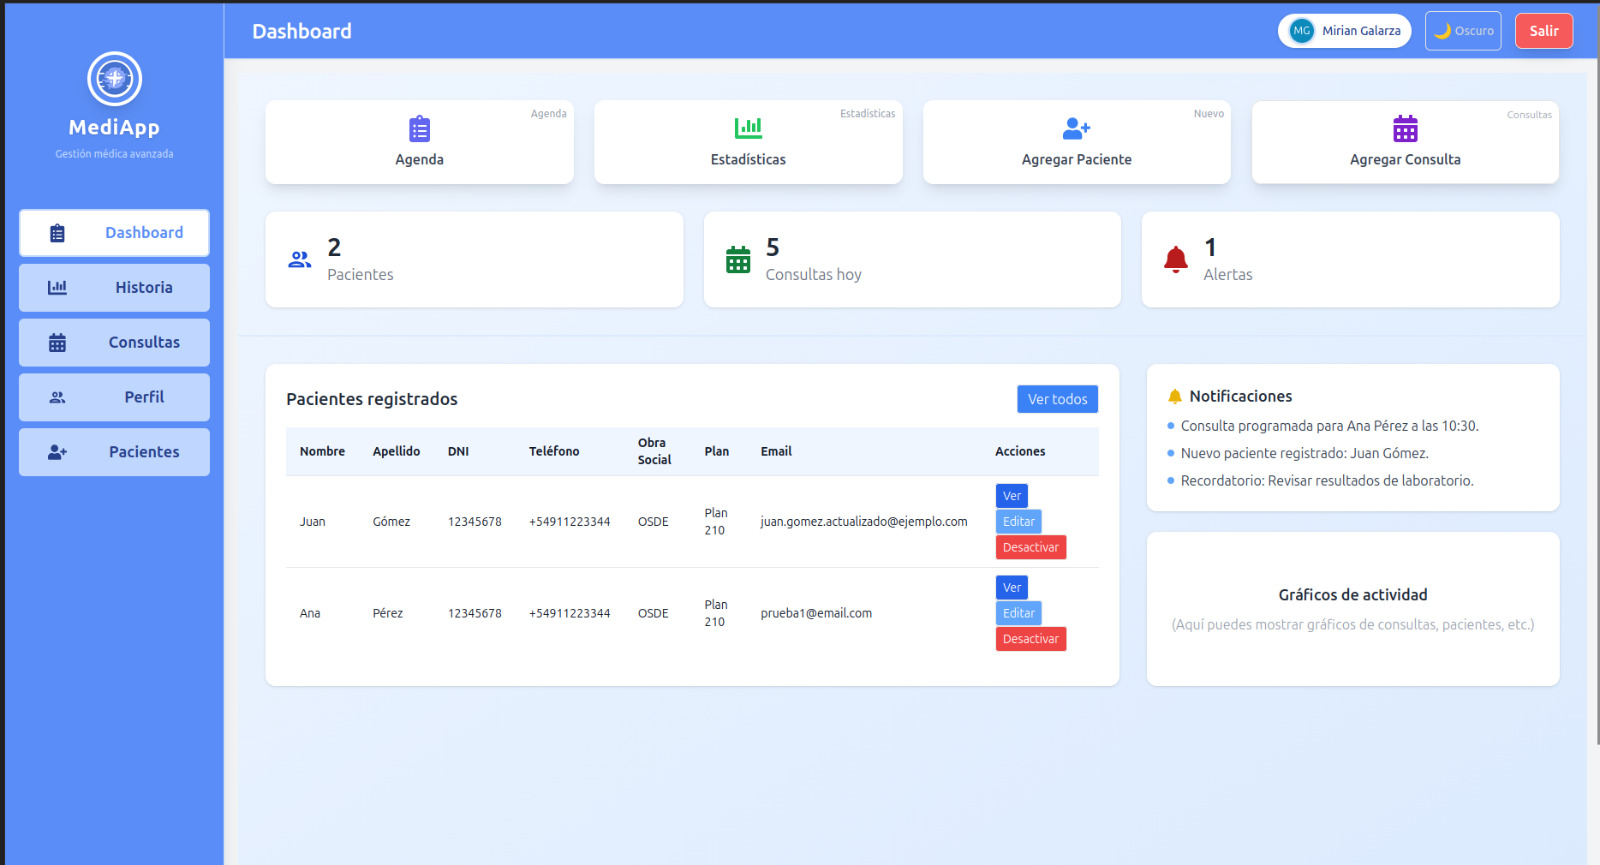 MediApp
Gestión médica avanzada
Dashboard
Historia
Consultas
Perfil
Pacientes
Dashboard
MG Mirian Galarza
🌙 Oscuro
Salir
Agenda
Agenda
Estadísticas
Estadísticas
Nuevo
Agregar Paciente
Consultas
Agregar Consulta
2
Pacientes
5
Consultas hoy
1
Alertas
Pacientes registrados
Ver todos
Nombre Apellido DNI Teléfono Obra Social Plan Email Acciones
Juan Gómez 12345678 +54911223344 OSDE Plan 210 juan.gomez.actualizado@ejemplo.com
Ver
Editar
Desactivar
Ana Pérez 12345678 +54911223344 OSDE Plan 210 prueba1@email.com
Ver
Editar
Desactivar
Notificaciones
Consulta programada para Ana Pérez a las 10:30.
Nuevo paciente registrado: Juan Gómez.
Recordatorio: Revisar resultados de laboratorio.
Gráficos de actividad
(Aquí puedes mostrar gráficos de consultas, pacientes, etc.)